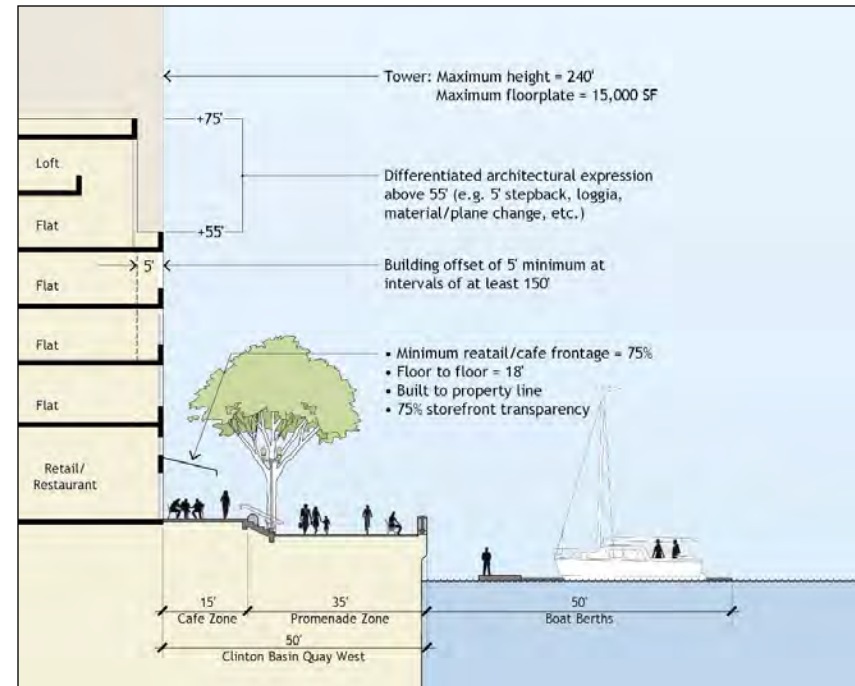 Tower: Maximum height = 240'
Maximum floorplate = 15,000 SF
+75'
Loft
Differentiated architectural expression
above 55' (e.g. 5' stepback, loggia,
material/plane change, etc.)
Flat
+55'
5'
Building offset of 5' minimum at
intervals of at least 150'
Flat
Flat
• Minimum reatail/cafe frontage = 75%
• Floor to floor = 18'
• Built to property line
• 75% storefront transparency
Flat
Retail/
Restaurant
15'
Cafe Zone
35'
Promenade Zone
50'
Boat Berths
50'
Clinton Basin Quay West